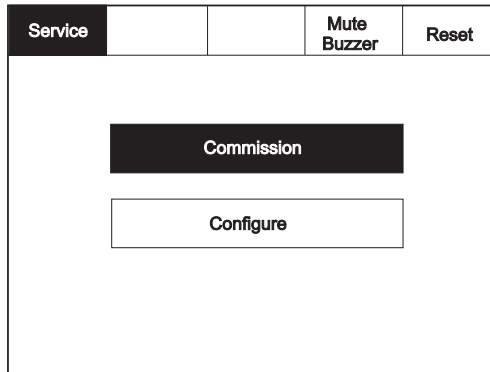 Service
Mute
Buzzer
Reset
Commission
Configure